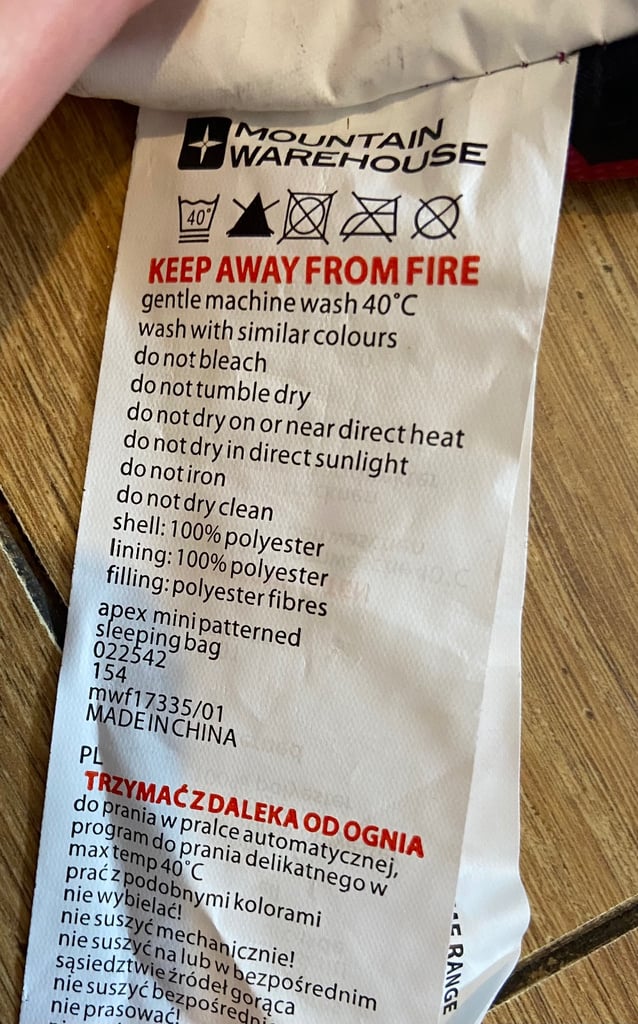 MOUNTAIN
WAREHOUSE
40°
KEEP AWAY FROM FIRE
gentle machine wash 40°C
wash with similar colours
do not bleach
do not tumble dry
do not dry on or near direct heat
do not dry in direct sunlight
do not iron
do not dry clean
shell: 100% polyester
lining: 100% polyester
filling: polyester fibres
apex mini patterned
sleeping bag
022542
154
mwf17335/01
MADE IN CHINA
PL
TRZYMAĆ Z DALEKA OD OGNIA
do prania w pralce automatycznej,
program do prania delikatnego w
max temp 40°C
prać z podobnymi kolorami
nie wybielać!
nie suszyć mechanicznie!
nie suszyć na lub w bezpośrednim
sąsiedztwie źródeł gorąca
nie suszyć
nie prasować!
RANGE